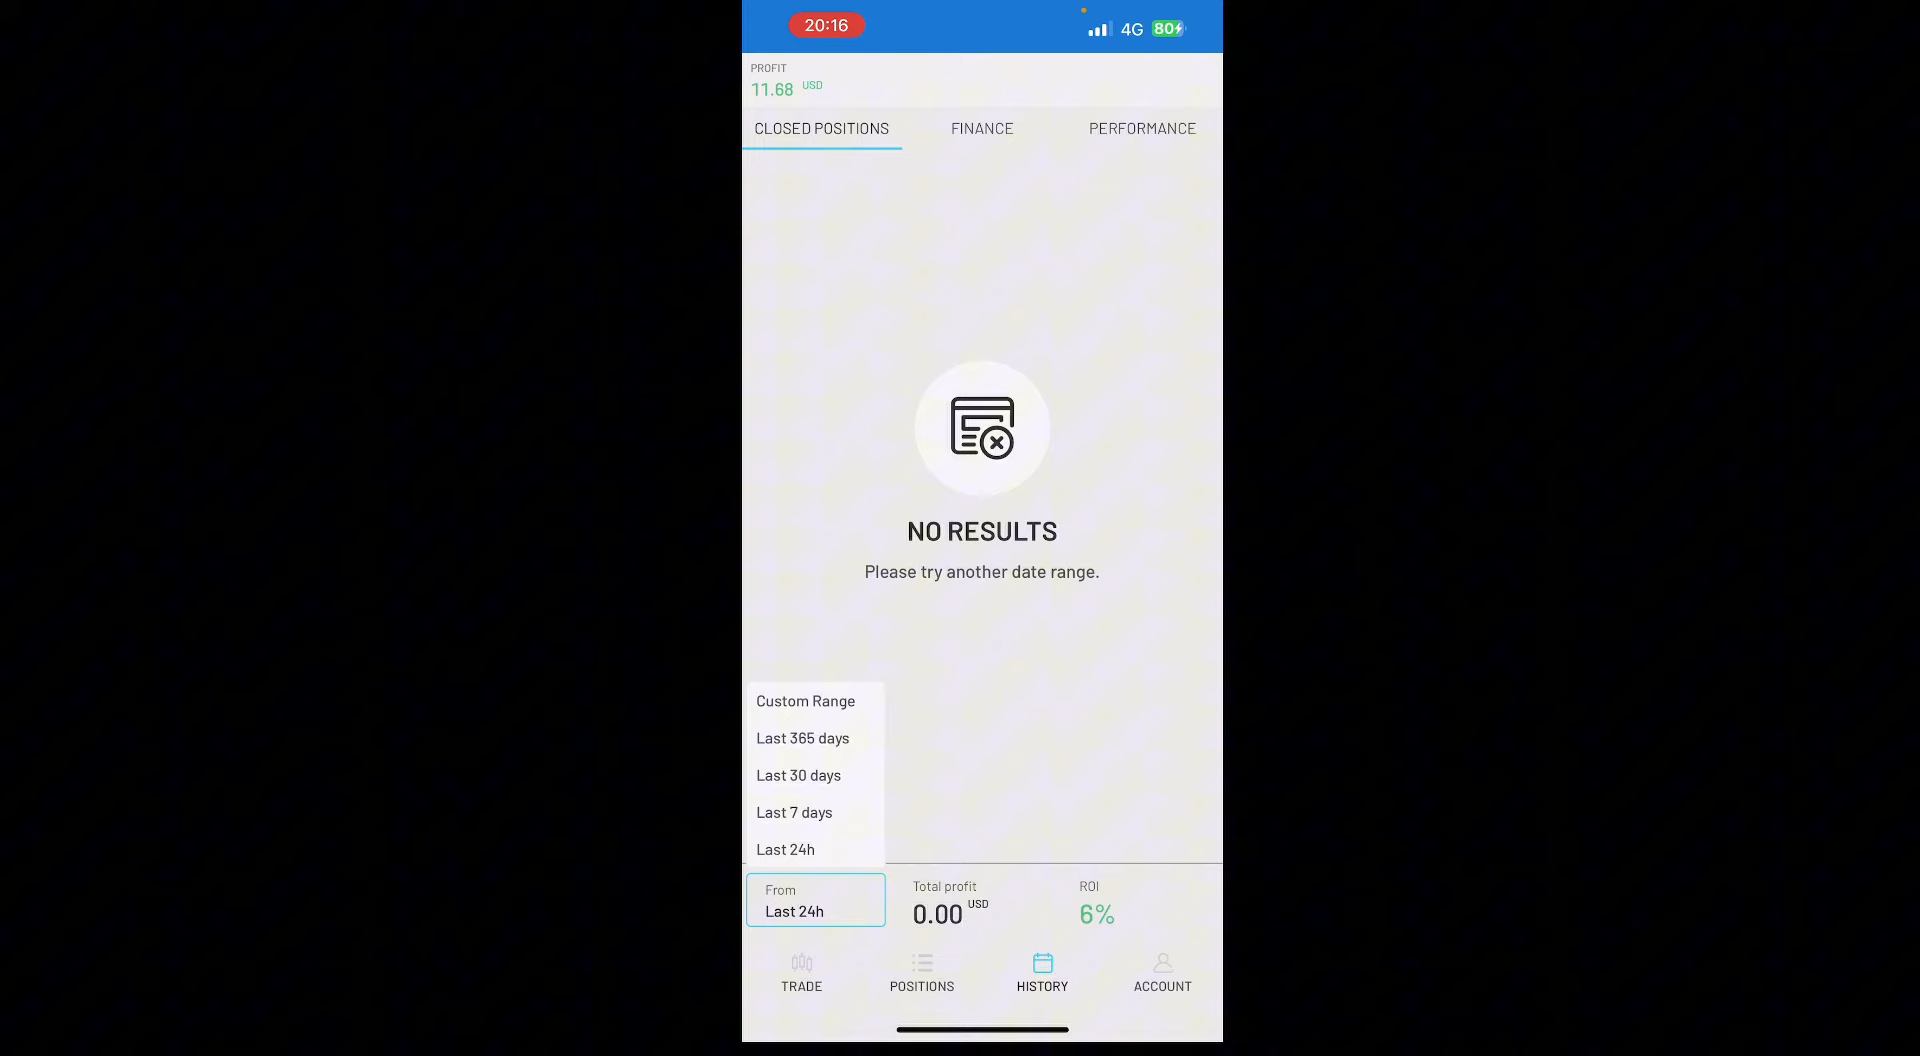 20:16
4G 80
PROFIT
11.68 USD
CLOSED POSITIONS FINANCE PERFORMANCE
NO RESULTS
Please try another date range.
Custom Range
Last 365 days
Last 30 days
Last 7 days
Last 24h
From
Last 24h
Total profit
0.00 USD
ROI
6%
TRADE POSITIONS HISTORY ACCOUNT